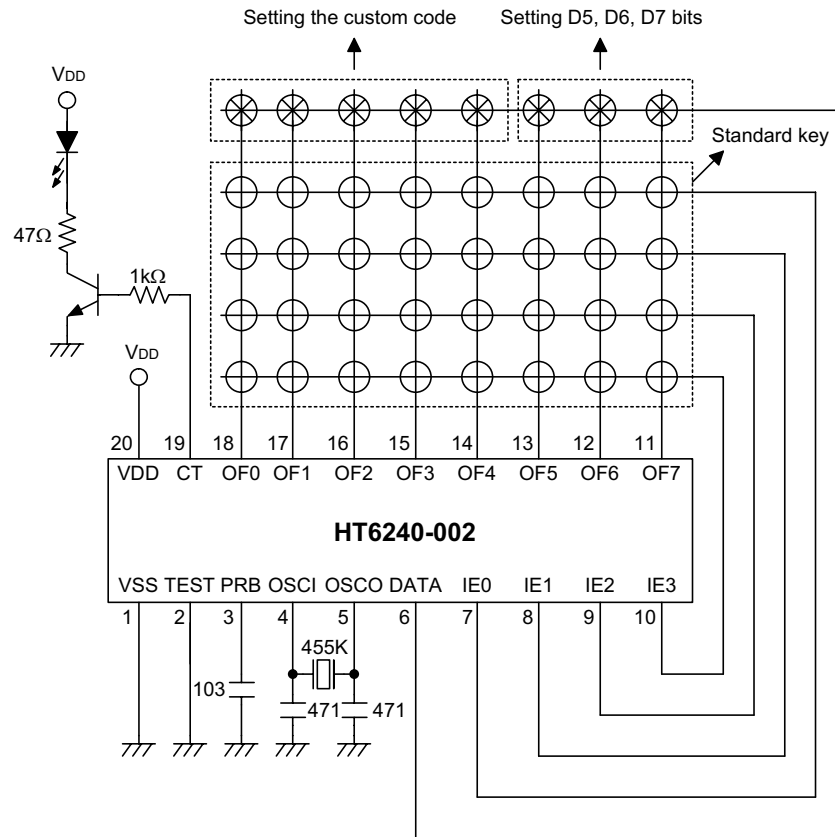 Setting the custom code Setting D5, D6, D7 bits
VDD
Standard key
47Ω
1kΩ
VDD
20 19 18 17 16 15 14 13 12 11
VDD CT OF0 OF1 OF2 OF3 OF4 OF5 OF6 OF7
HT6240-002
VSS TEST PRB OSCI OSCO DATA IE0 IE1 IE2 IE3
1 2 3 4 5 6 7 8 9 10
455K
103
471 471